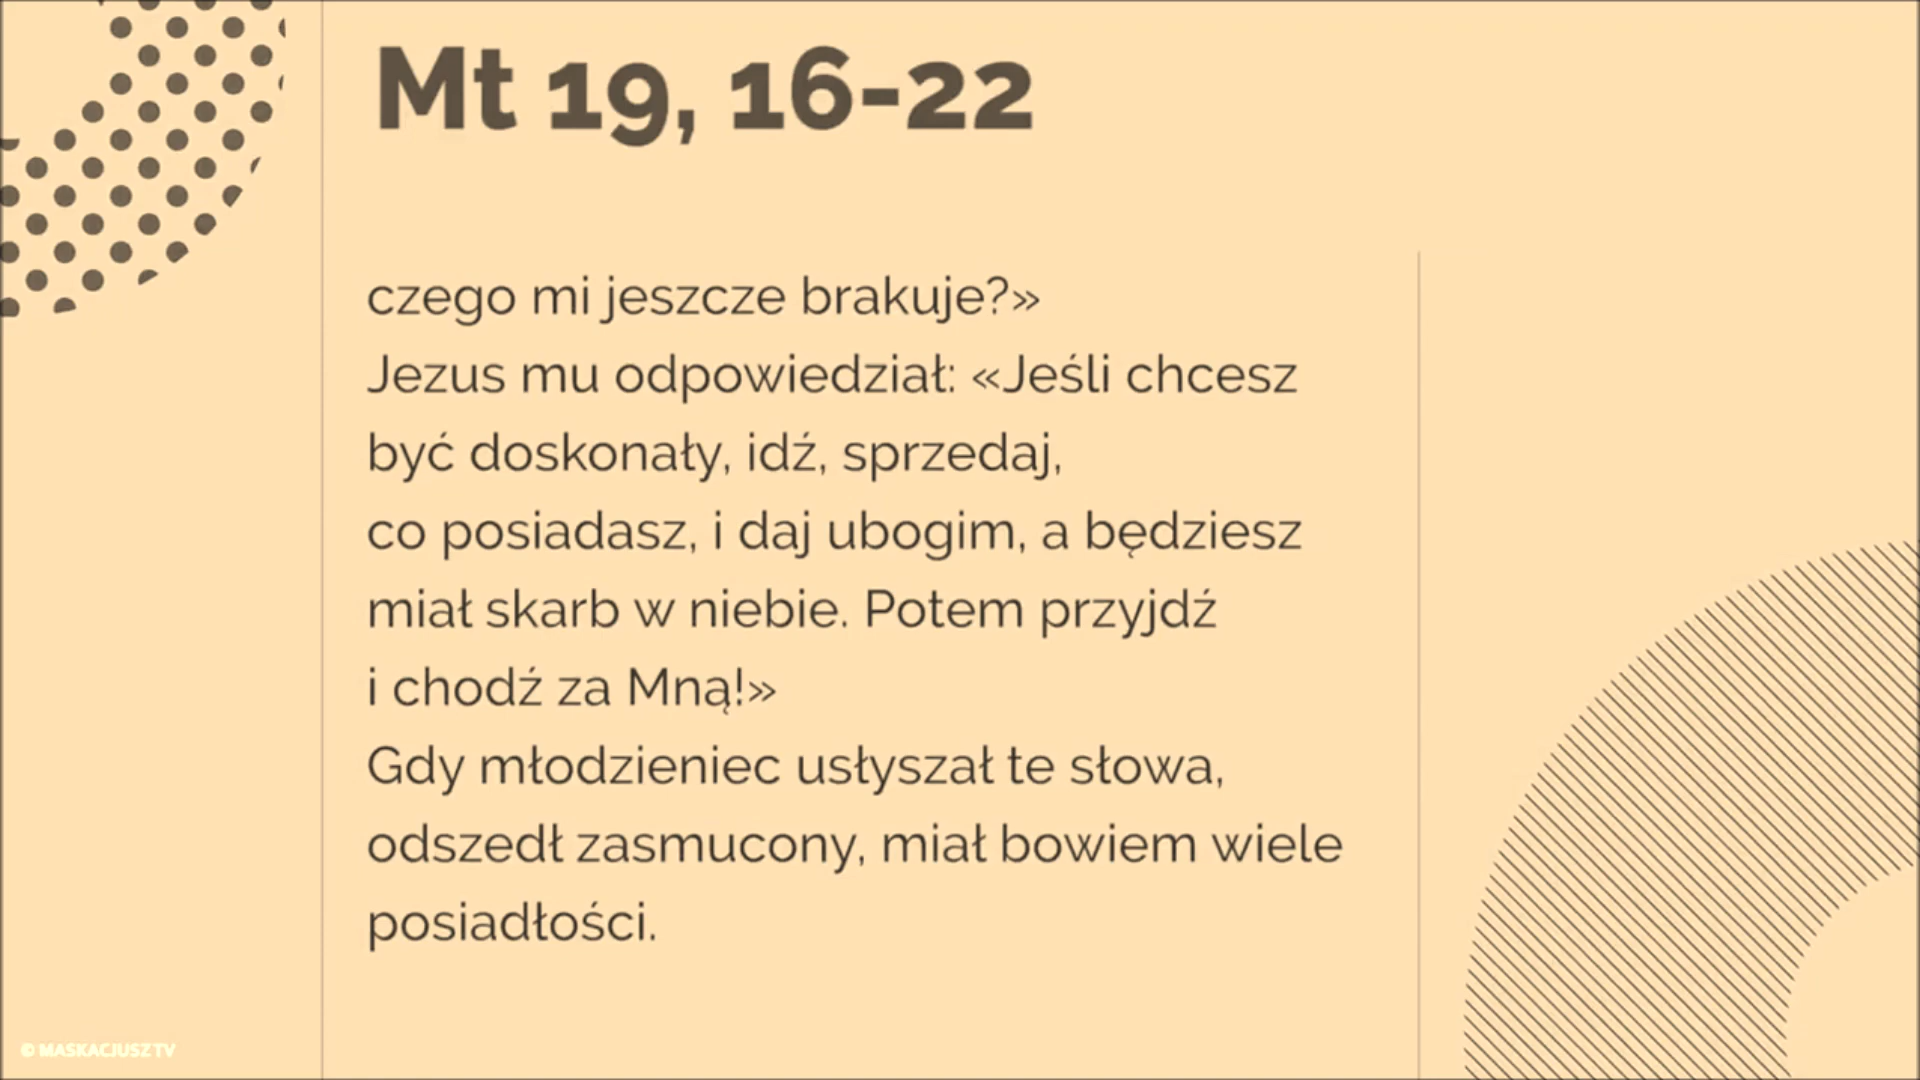 Mt 19, 16-22
czego mi jeszcze brakuje?»
Jezus mu odpowiedział: «Jeśli chcesz
być doskonały, idź, sprzedaj,
co posiadasz, i daj ubogim, a będziesz
miał skarb w niebie. Potem przyjdź
i chodź za Mną!»
Gdy młodzieniec usłyszał te słowa,
odszedł zasmucony, miał bowiem wiele
posiadłości.
© MASKACJUSZ TV